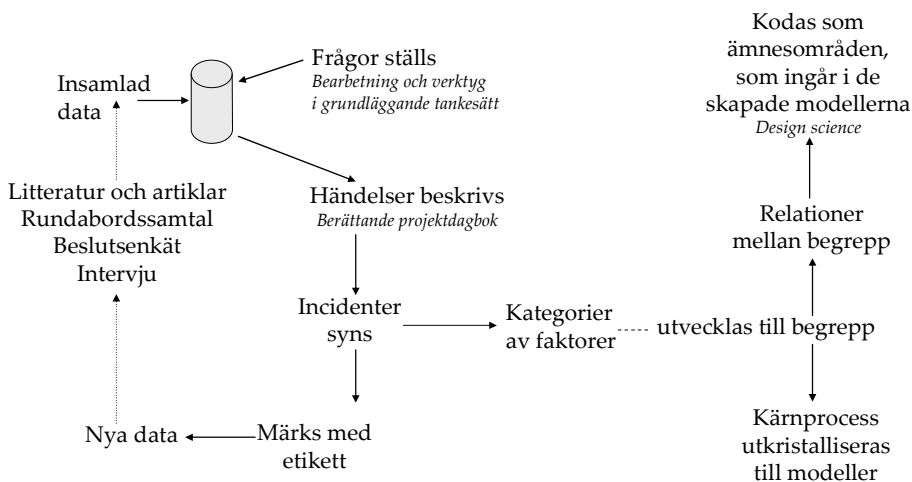 Insamlad
data
Frågor ställs
Bearbetning och verktyg
i grundläggande tankesätt
Kodas som
ämnesområden,
som ingår i de
skapade modellerna
Design science
Litteratur och artiklar
Rundabordssamtal
Beslutsenkät
Intervju
Händelser beskrivs
Berättande projektdagbok
Relationer
mellan begrepp
Incidenter
syns
Kategorier
av faktorer
utvecklas till begrepp
Nya data
Märks med
etikett
Kärnprocess
utkristalliseras
till modeller